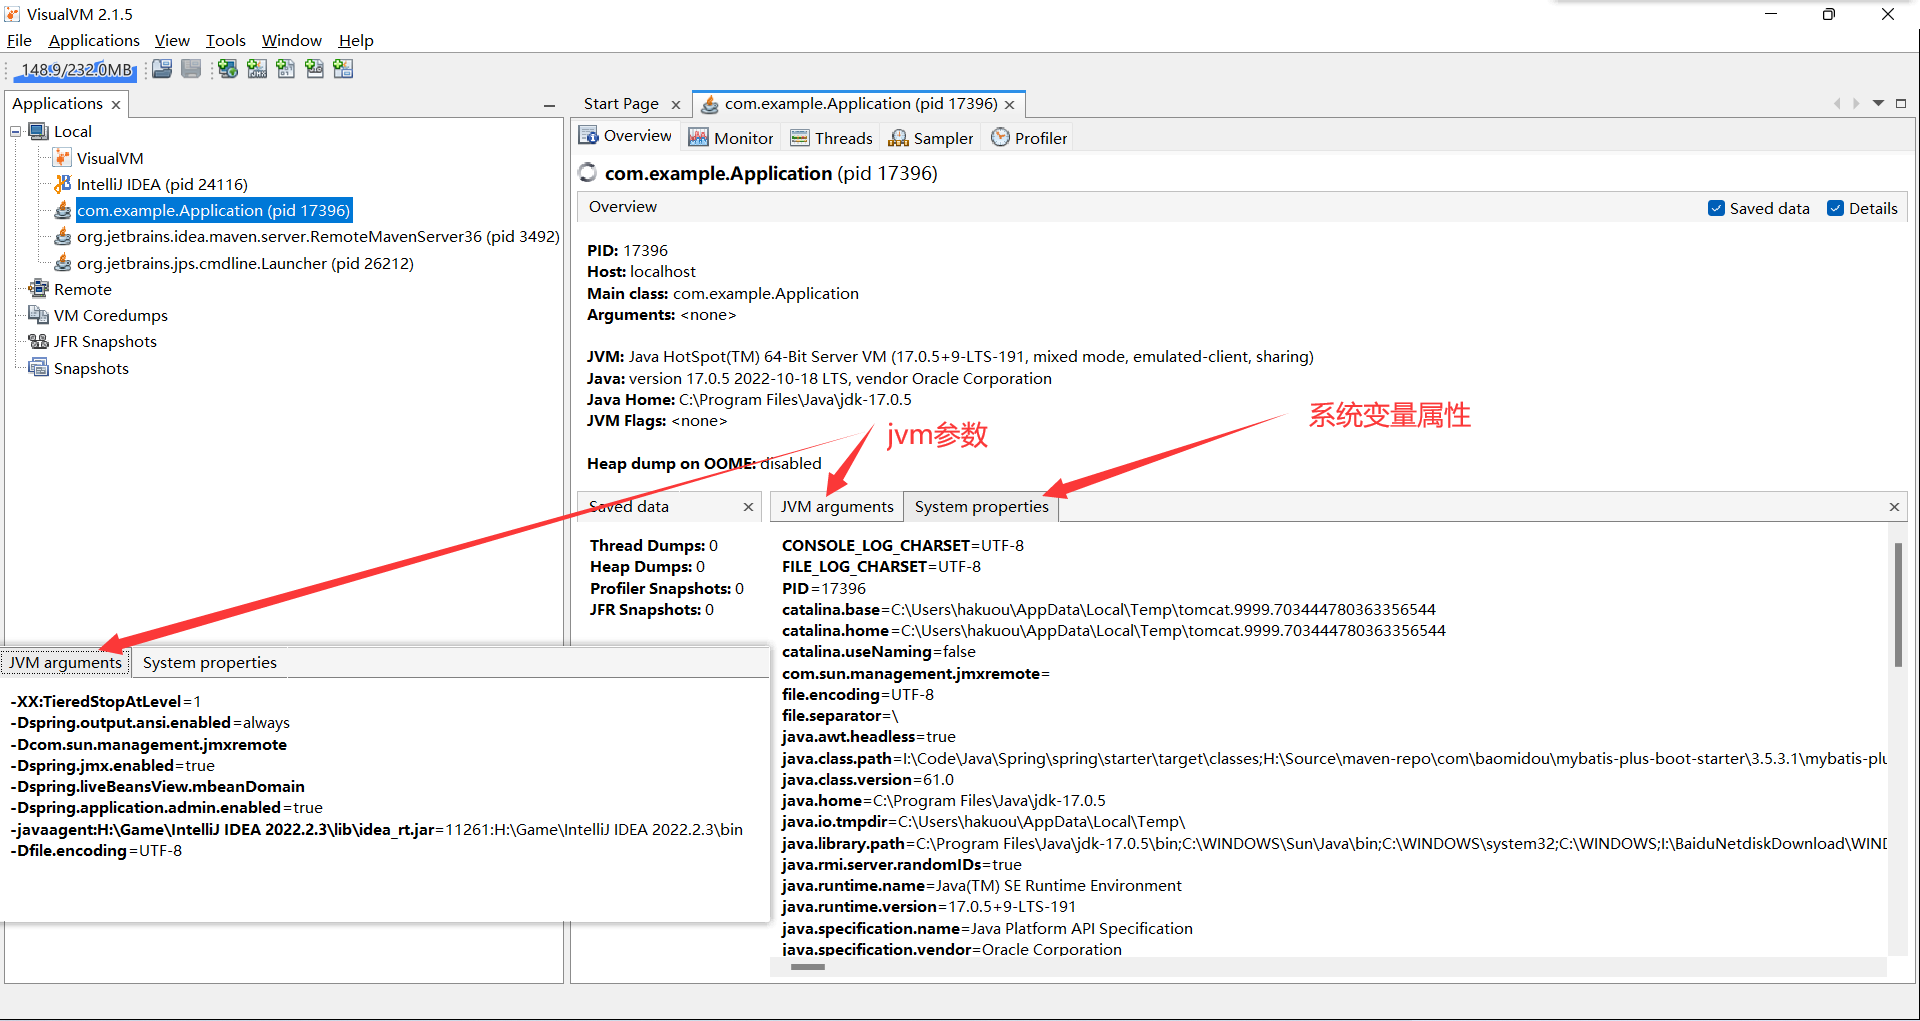 VisualVM 2.1.5
File Applications View Tools Window Help
148.9/232.0MB
Applications
Local
VisualVM
IntelliJ IDEA (pid 24116)
com.example.Application (pid 17396)
org.jetbrains.idea.maven.server.RemoteMavenServer36 (pid 3492)
org.jetbrains.jps.cmdline.Launcher (pid 26212)
Remote
VM Coredumps
JFR Snapshots
Snapshots
Start Page com.example.Application (pid 17396)
Overview Monitor Threads Sampler Profiler
com.example.Application (pid 17396)
Overview Saved data Details
PID: 17396
Host: localhost
Main class: com.example.Application
Arguments: <none>
JVM: Java HotSpot(TM) 64-Bit Server VM (17.0.5+9-LTS-191, mixed mode, emulated-client, sharing)
Java: version 17.0.5 2022-10-18 LTS, vendor Oracle Corporation
Java Home: C:\Program Files\Java\jdk-17.0.5
JVM Flags: <none>
Heap dump on OOME: disabled
jvm参数
系统变量属性
Saved data
Thread Dumps: 0
Heap Dumps: 0
Profiler Snapshots: 0
JFR Snapshots: 0
JVM arguments System properties
CONSOLE_LOG_CHARSET=UTF-8
FILE_LOG_CHARSET=UTF-8
PID=17396
catalina.base=C:\Users\hakuou\AppData\Local\Temp\tomcat.9999.703444780363356544
catalina.home=C:\Users\hakuou\AppData\Local\Temp\tomcat.9999.703444780363356544
catalina.useNaming=false
com.sun.management.jmxremote=
file.encoding=UTF-8
file.separator=\
java.awt.headless=true
java.class.path=I:\Code\Java\Spring\spring\starter\target\classes;H:\Source\maven-repo\com\baomidou\mybatis-plus-boot-starter\3.5.3.1\mybatis-plu
java.class.version=61.0
java.home=C:\Program Files\Java\jdk-17.0.5
java.io.tmpdir=C:\Users\hakuou\AppData\Local\Temp\
java.library.path=C:\Program Files\Java\jdk-17.0.5\bin;C:\WINDOWS\Sun\Java\bin;C:\WINDOWS\system32;C:\WINDOWS;I:\BaiduNetdiskDownload\WIND
java.rmi.server.randomIDs=true
java.runtime.name=Java(TM) SE Runtime Environment
java.runtime.version=17.0.5+9-LTS-191
java.specification.name=Java Platform API Specification
java.specification.vendor=Oracle Corporation
JVM arguments System properties
-XX:TieredStopAtLevel=1
-Dspring.output.ansi.enabled=always
-Dcom.sun.management.jmxremote
-Dspring.jmx.enabled=true
-Dspring.liveBeansView.mbeanDomain
-Dspring.application.admin.enabled=true
-javaagent:H:\Game\IntelliJ IDEA 2022.2.3\lib\idea_rt.jar=11261:H:\Game\IntelliJ IDEA 2022.2.3\bin
-Dfile.encoding=UTF-8